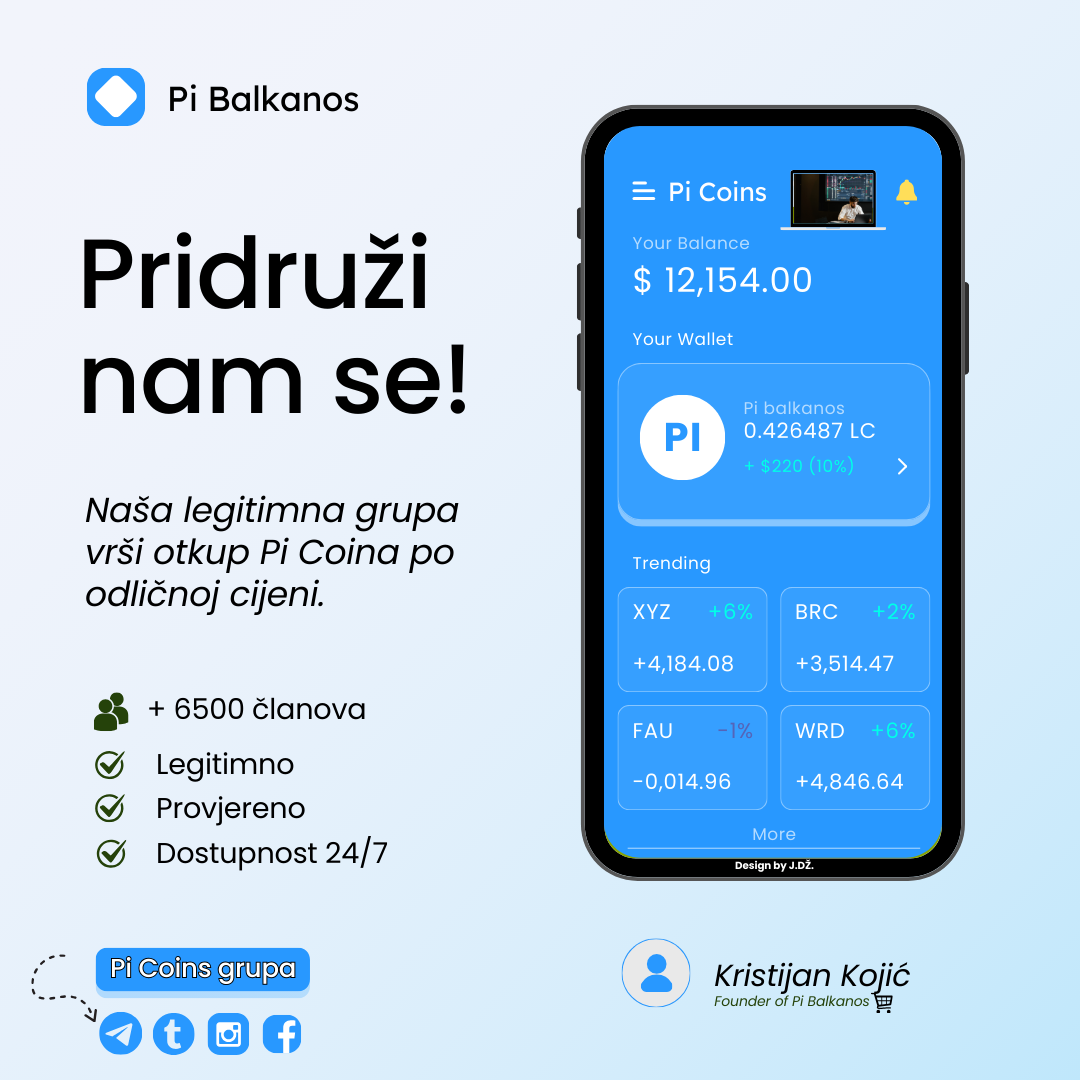 Pi Balkanos
Pridruži
nam se!
Naša legitimna grupa
vrši otkup Pi Coina po
odličnoj cijeni.
+ 6500 članova
Legitimno
Provjereno
Dostupnost 24/7
Pi Coins grupa
Pi Coins
Your Balance
$ 12,154.00
Your Wallet
PI
Pi balkanos
0.426487 LC
+ $220 (10%)
Trending
XYZ +6%
+4,184.08
BRC +2%
+3,514.47
FAU -1%
-0,014.96
WRD +6%
+4,846.64
More
Design by J.DŽ.
Kristijan Kojić
Founder of Pi Balkanos